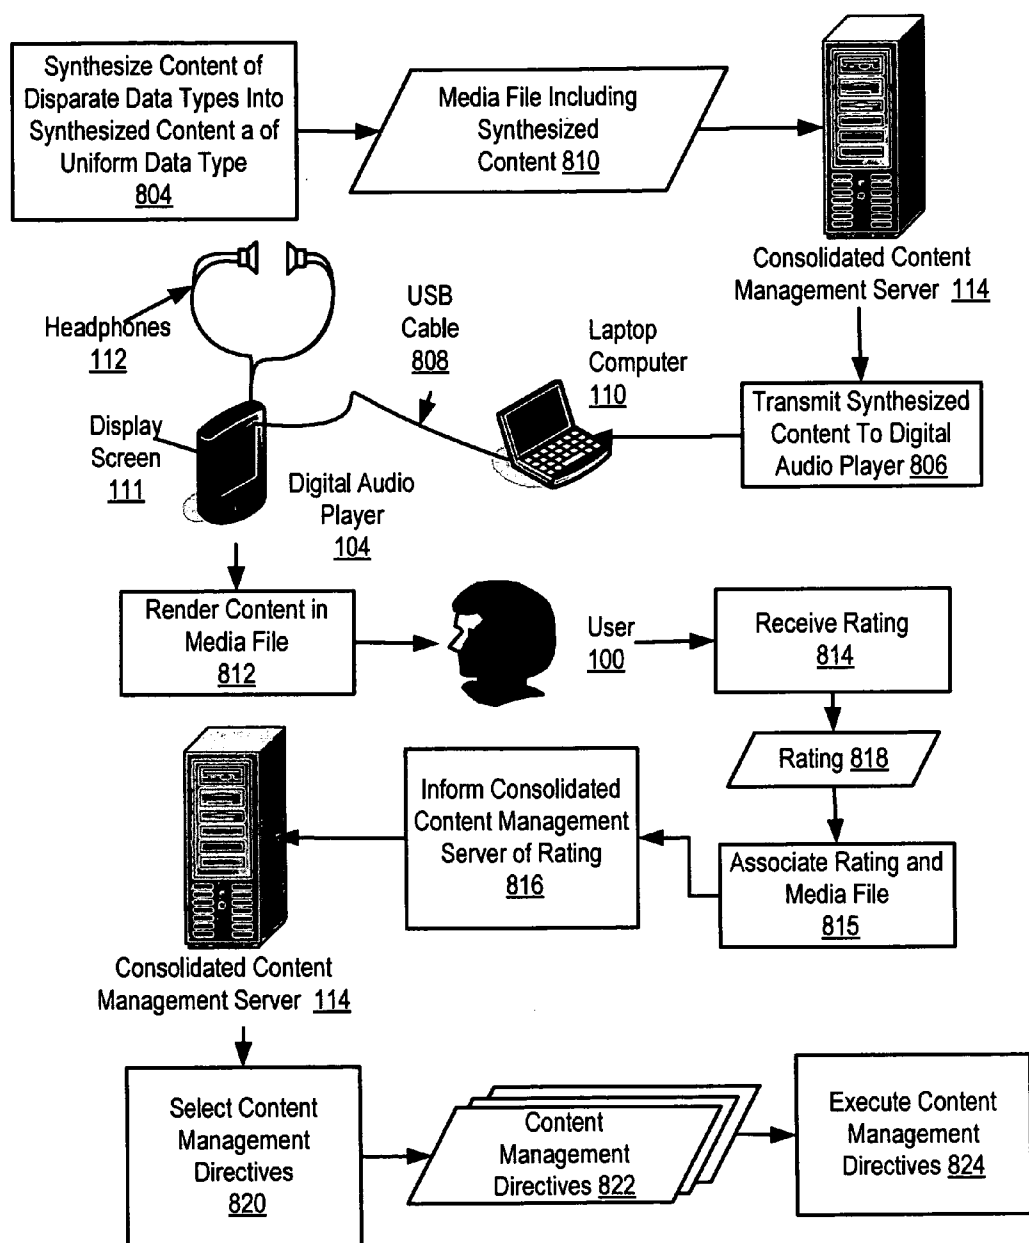 Synthesize Content of
Disparate Data Types Into
Synthesized Content a of
Uniform Data Type
804
Media File Including
Synthesized
Content 810
Consolidated Content
Management Server 114
Headphones
112
USB
Cable
808
Laptop
Computer
110
Transmit Synthesized
Content To Digital
Audio Player 806
Display
Screen
111
Digital Audio
Player
104
Render Content in
Media File
812
User
100
Receive Rating
814
Rating 818
Inform Consolidated
Content Management
Server of Rating
816
Associate Rating and
Media File
815
Consolidated Content
Management Server 114
Select Content
Management
Directives
820
Content
Management
Directives 822
Execute Content
Management
Directives 824